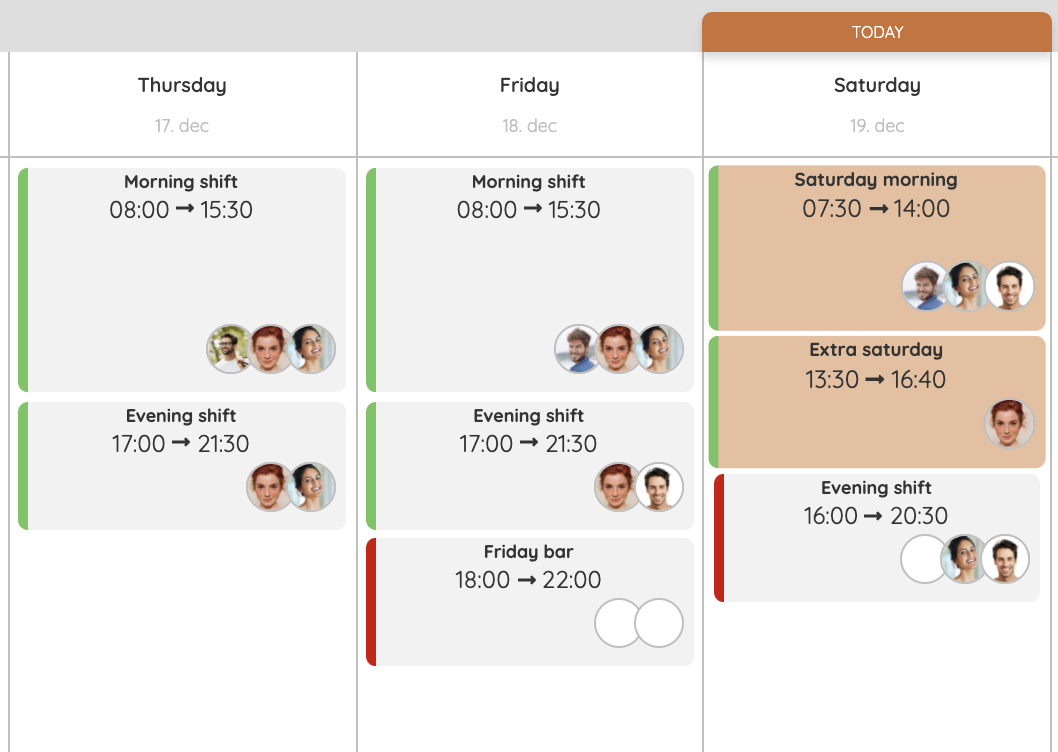 TODAY
Thursday
17. dec
Morning shift
08:00 → 15:30
Evening shift
17:00 → 21:30
Friday
18. dec
Morning shift
08:00 → 15:30
Evening shift
17:00 → 21:30
Friday bar
18:00 → 22:00
Saturday
19. dec
Saturday morning
07:30 → 14:00
Extra saturday
13:30 → 16:40
Evening shift
16:00 → 20:30